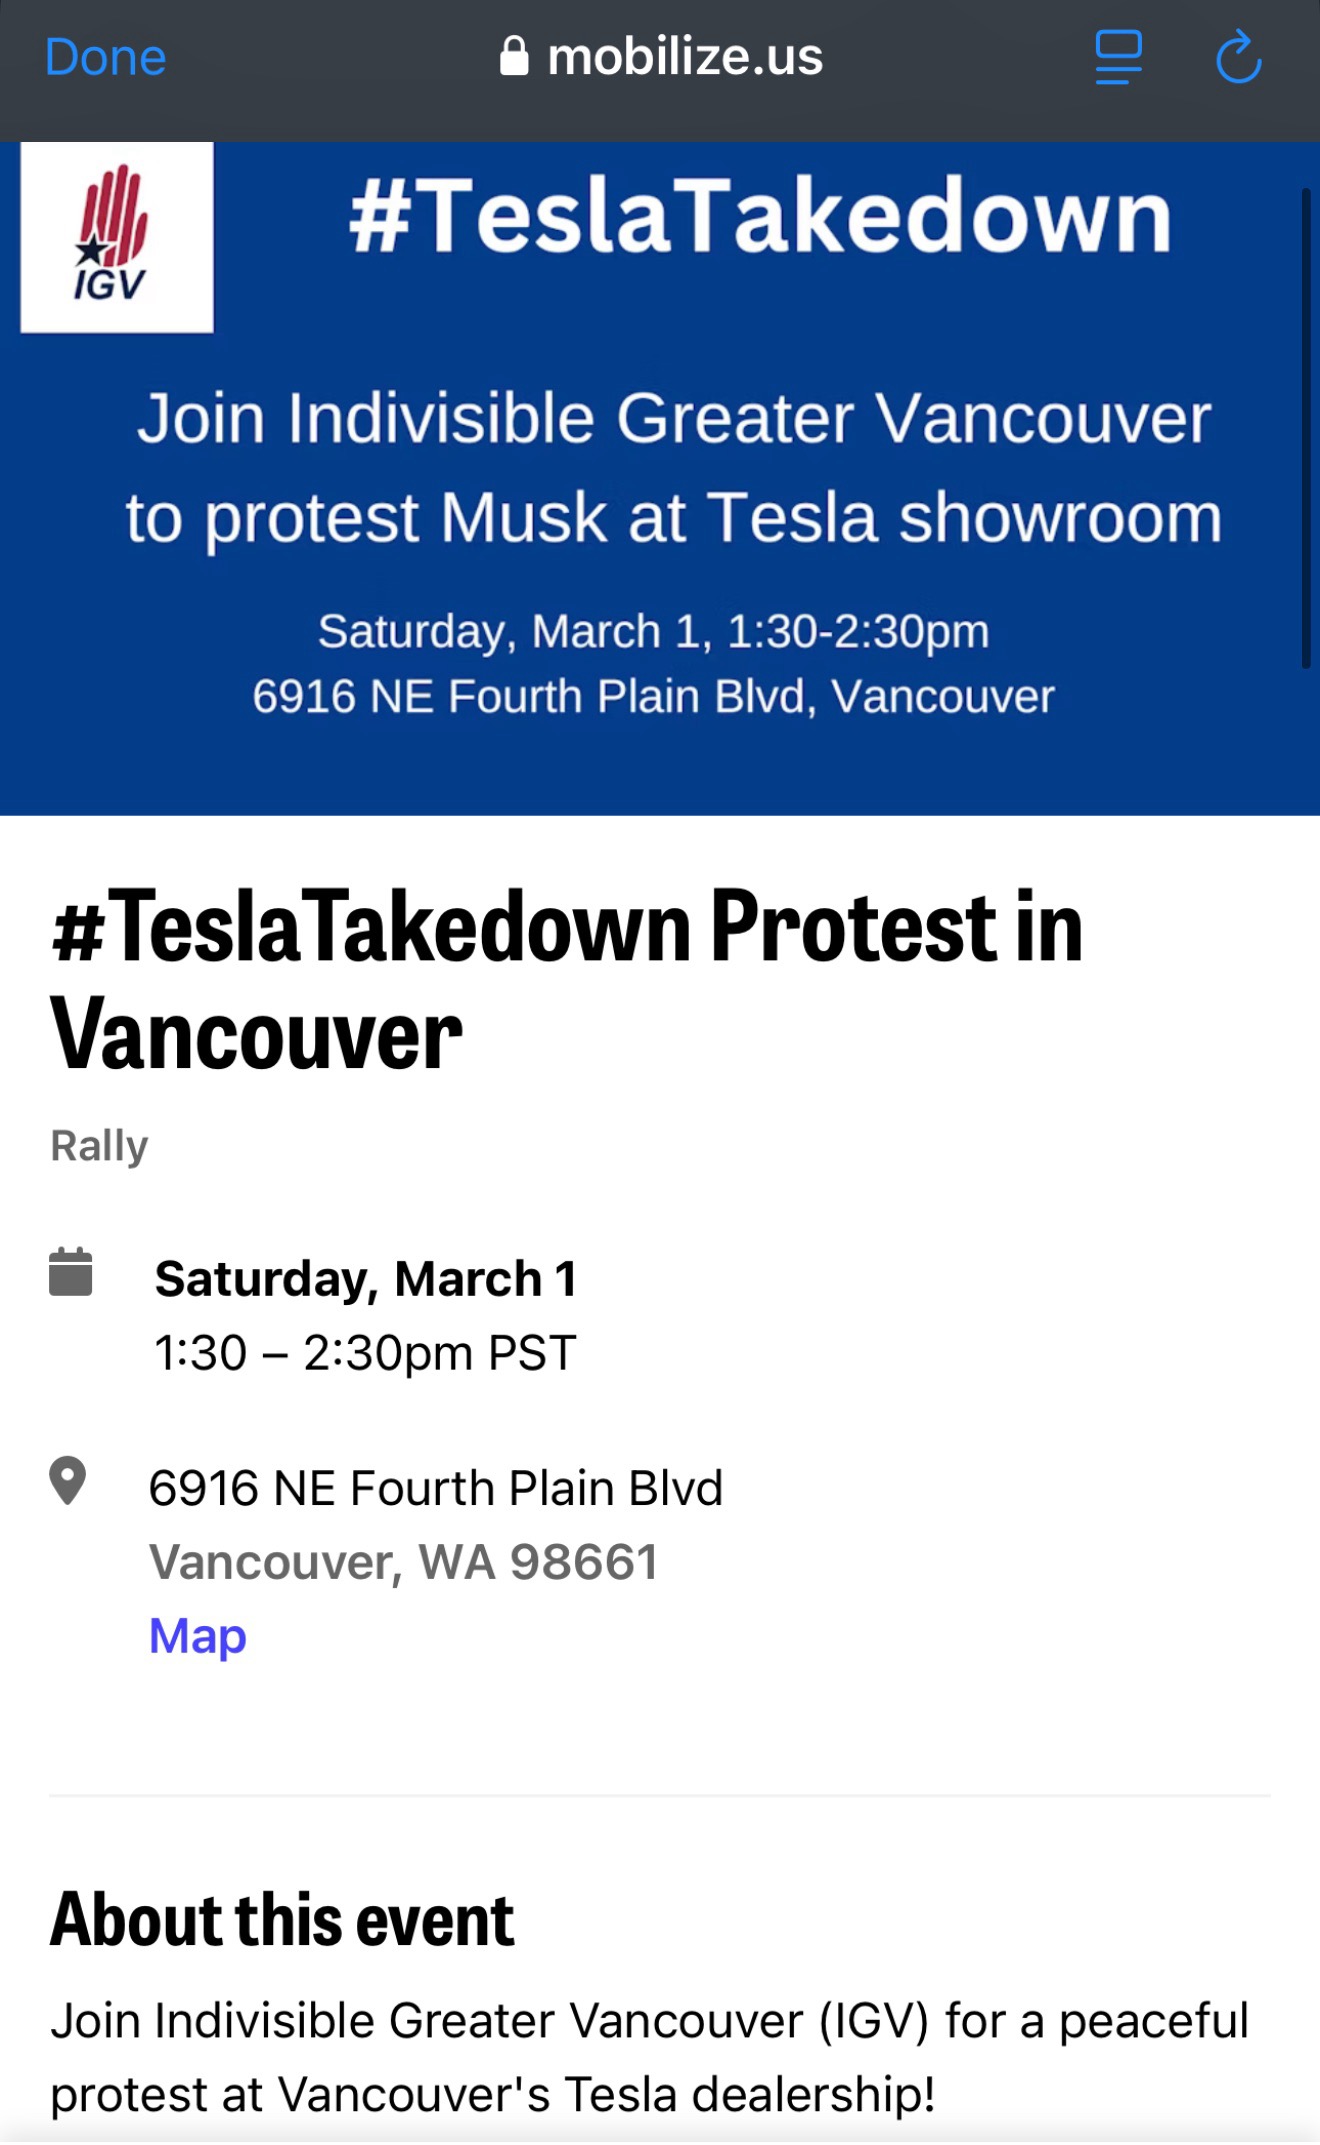 Done
mobilize.us
IGV
#TeslaTakedown
Join Indivisible Greater Vancouver
to protest Musk at Tesla showroom
Saturday, March 1, 1:30-2:30pm
6916 NE Fourth Plain Blvd, Vancouver
#TeslaTakedown Protest in
Vancouver
Rally
Saturday, March 1
1:30 – 2:30pm PST
6916 NE Fourth Plain Blvd
Vancouver, WA 98661
Map
About this event
Join Indivisible Greater Vancouver (IGV) for a peaceful
protest at Vancouver's Tesla dealership!